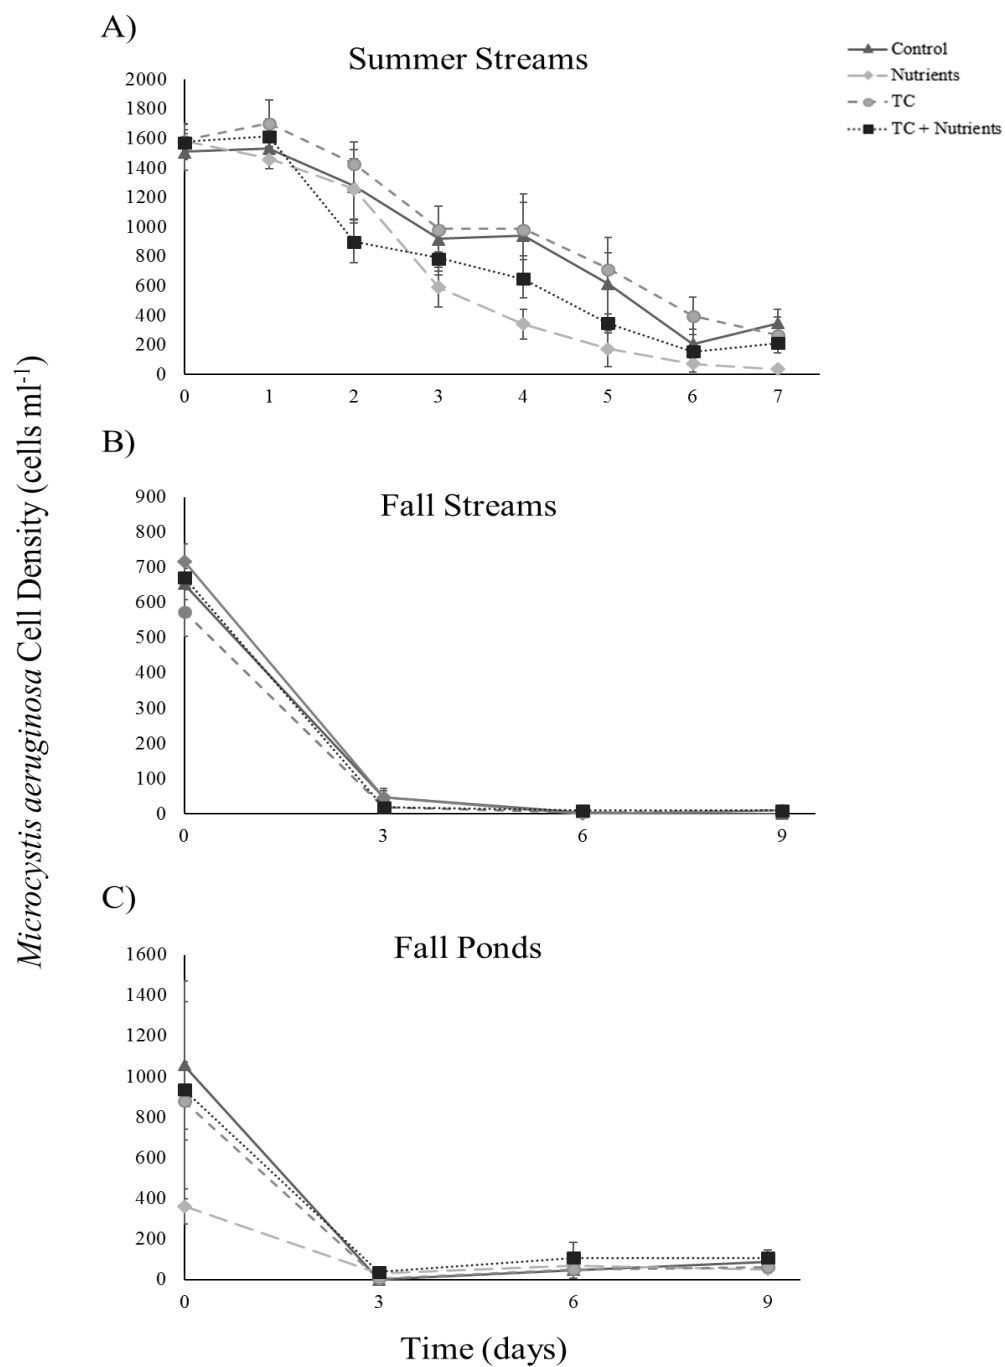 A)
Summer Streams
Control
Nutrients
TC
TC + Nutrients
2000
1800
1600
1400
1200
1000
800
600
400
200
0
0 1 2 3 4 5 6 7
B)
Fall Streams
900
800
700
600
500
400
300
200
100
0
0 3 6 9
C)
Fall Ponds
1600
1400
1200
1000
800
600
400
200
0
0 3 6 9
Microcystis aeruginosa Cell Density (cells ml⁻¹)
Time (days)